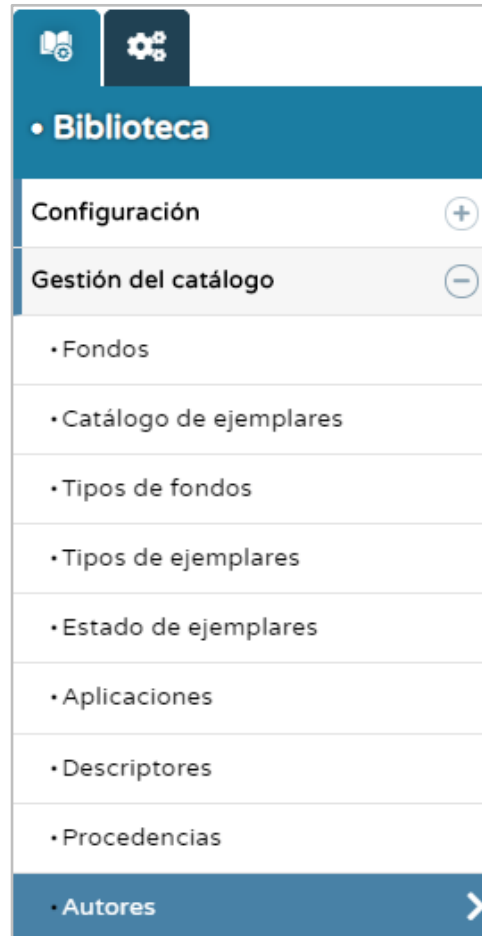 • Biblioteca
Configuración
Gestión del catálogo
• Fondos
• Catálogo de ejemplares
• Tipos de fondos
• Tipos de ejemplares
• Estado de ejemplares
• Aplicaciones
• Descriptores
• Procedencias
• Autores